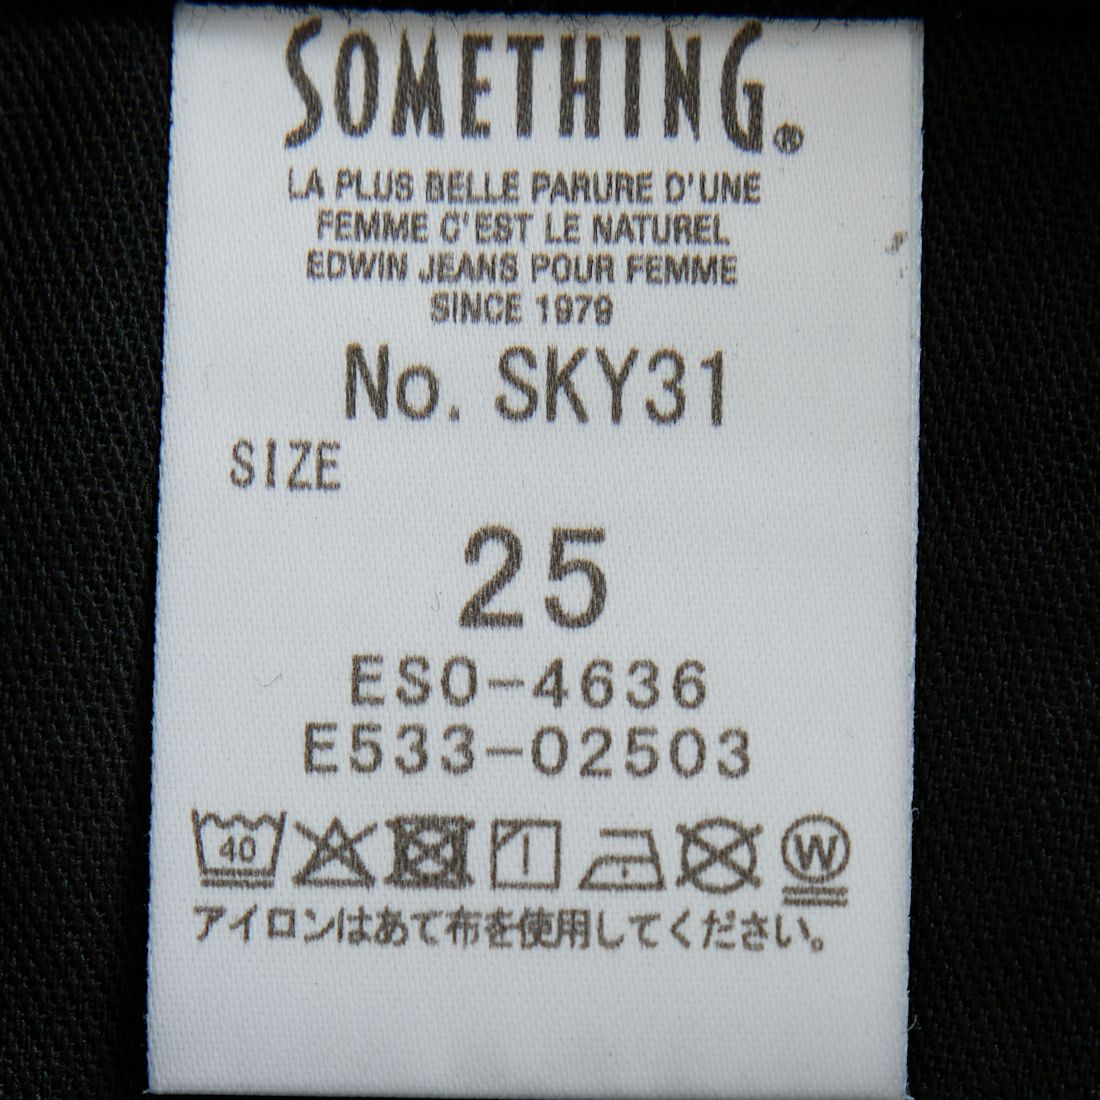 SOMETHING®
LA PLUS BELLE PARURE D'UNE
FEMME C'EST LE NATUREL
EDWIN JEANS POUR FEMME
SINCE 1979
No. SKY31
SIZE
25
ESO-4636
E533-02503
40 W
アイロンはあて布を使用してください。